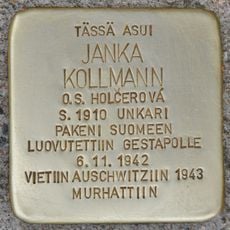 TÄSSÄ ASUI
JANKA
KOLLMANN
O.S. HOLČEROVÁ
S. 1910 UNKARI
PAKENI SUOMEEN
LUOVUTETTIIN GESTAPOLLE
6.11.1942
VIETIIN AUSCHWITZIIN 1943
MURHATTIIN